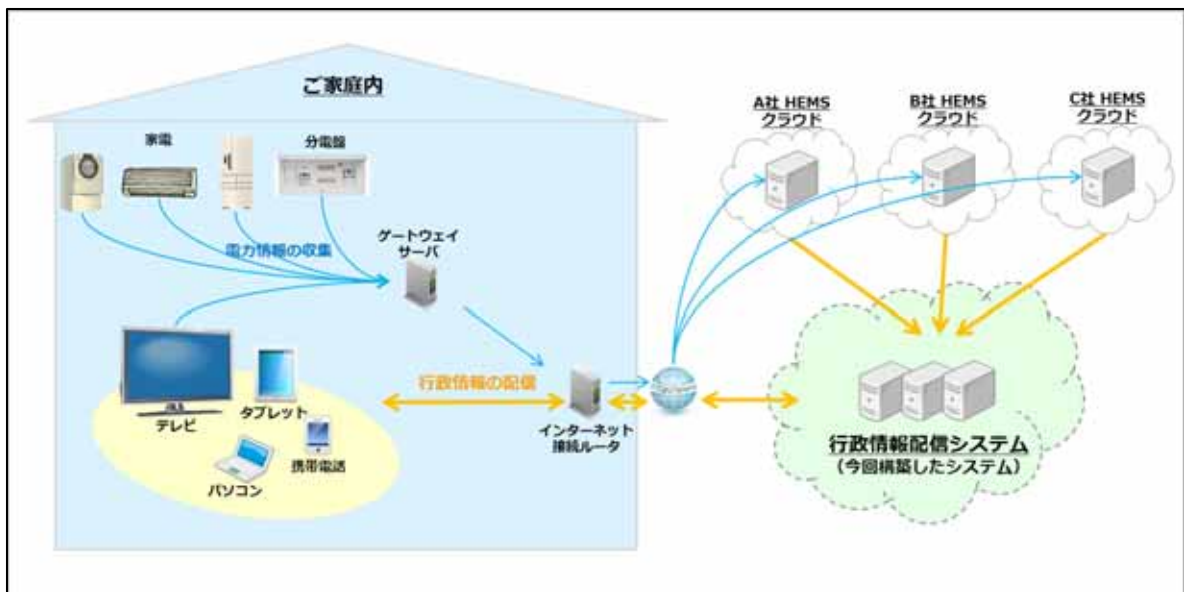 ご家庭内
家電
分電盤
電力情報の収集
ゲートウェイ
サーバ
テレビ
タブレット
携帯電話
パソコン
行政情報の配信
インターネット
接続ルータ
A社 HEMS
クラウド
B社 HEMS
クラウド
C社 HEMS
クラウド
行政情報配信システム
（今回構築したシステム）